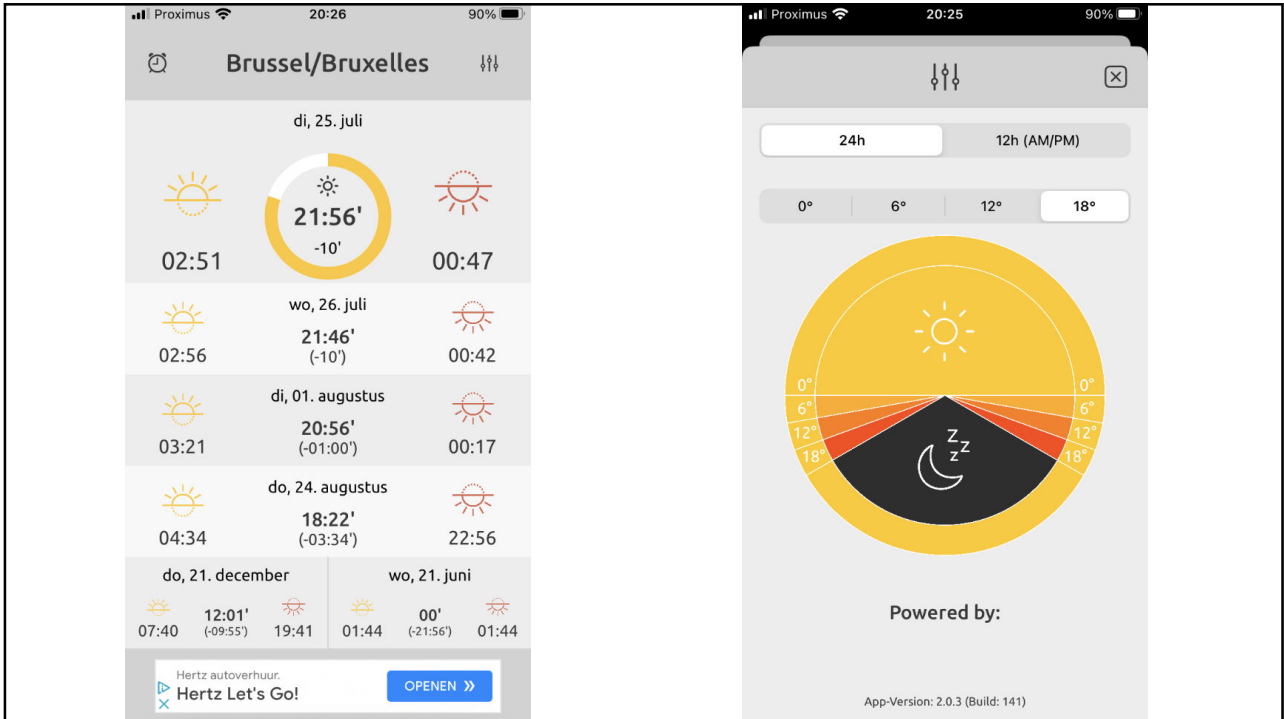 Proximus 20:26 90%
Brussel/Bruxelles
di, 25. juli
21:56'
-10'
02:51 00:47
wo, 26. juli
21:46'
02:56 (-10') 00:42
di, 01. augustus
20:56'
03:21 (-01:00') 00:17
do, 24. augustus
18:22'
04:34 (-03:34') 22:56
do, 21. december wo, 21. juni
12:01' 00'
07:40 (-09:55') 19:41 01:44 (-21:56') 01:44
Hertz autoverhuur.
Hertz Let's Go!
OPENEN »
Proximus 20:25 90%
24h 12h (AM/PM)
0° 6° 12° 18°
0° 0°
6° 6°
12° 12°
18° 18°
z z z
Powered by:
App-Version: 2.0.3 (Build: 141)